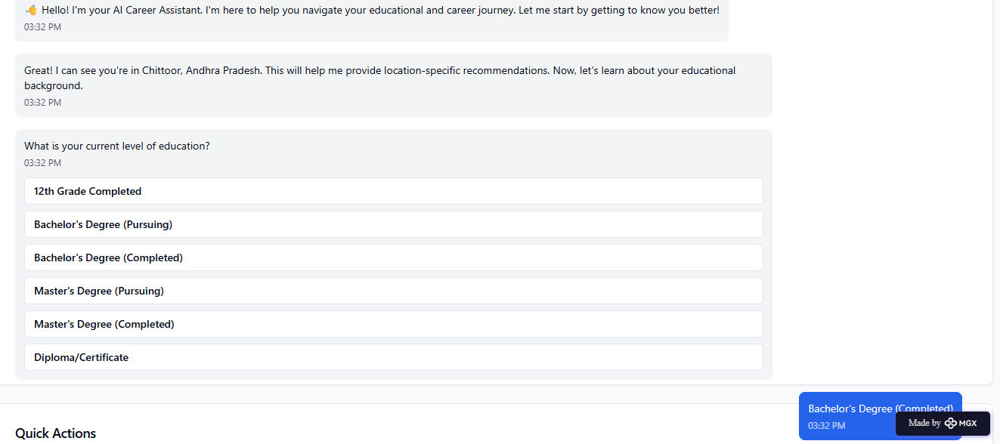 👋 Hello! I'm your AI Career Assistant. I'm here to help you navigate your educational and career journey. Let me start by getting to know you better!
03:32 PM
Great! I can see you're in Chittoor, Andhra Pradesh. This will help me provide location-specific recommendations. Now, let's learn about your educational
background.
03:32 PM
What is your current level of education?
03:32 PM
12th Grade Completed
Bachelor's Degree (Pursuing)
Bachelor's Degree (Completed)
Master's Degree (Pursuing)
Master's Degree (Completed)
Diploma/Certificate
Bachelor's Degree (Completed)
03:32 PM
Made by MGX
Quick Actions